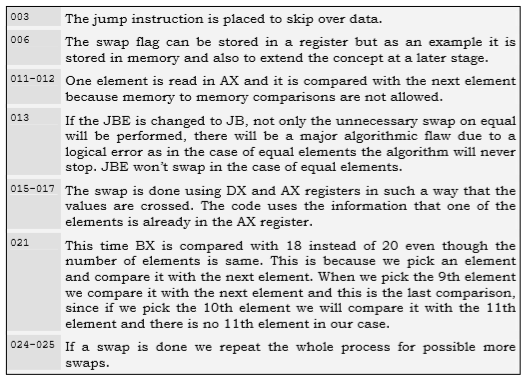 003 The jump instruction is placed to skip over data.
006 The swap flag can be stored in a register but as an example it is
stored in memory and also to extend the concept at a later stage.
011-012 One element is read in AX and it is compared with the next element
because memory to memory comparisons are not allowed.
013 If the JBE is changed to JB, not only the unnecessary swap on equal
will be performed, there will be a major algorithmic flaw due to a
logical error as in the case of equal elements the algorithm will never
stop. JBE won't swap in the case of equal elements.
015-017 The swap is done using DX and AX registers in such a way that the
values are crossed. The code uses the information that one of the
elements is already in the AX register.
021 This time BX is compared with 18 instead of 20 even though the
number of elements is same. This is because we pick an element
and compare it with the next element. When we pick the 9th element
we compare it with the next element and this is the last comparison,
since if we pick the 10th element we will compare it with the 11th
element and there is no 11th element in our case.
024-025 If a swap is done we repeat the whole process for possible more
swaps.